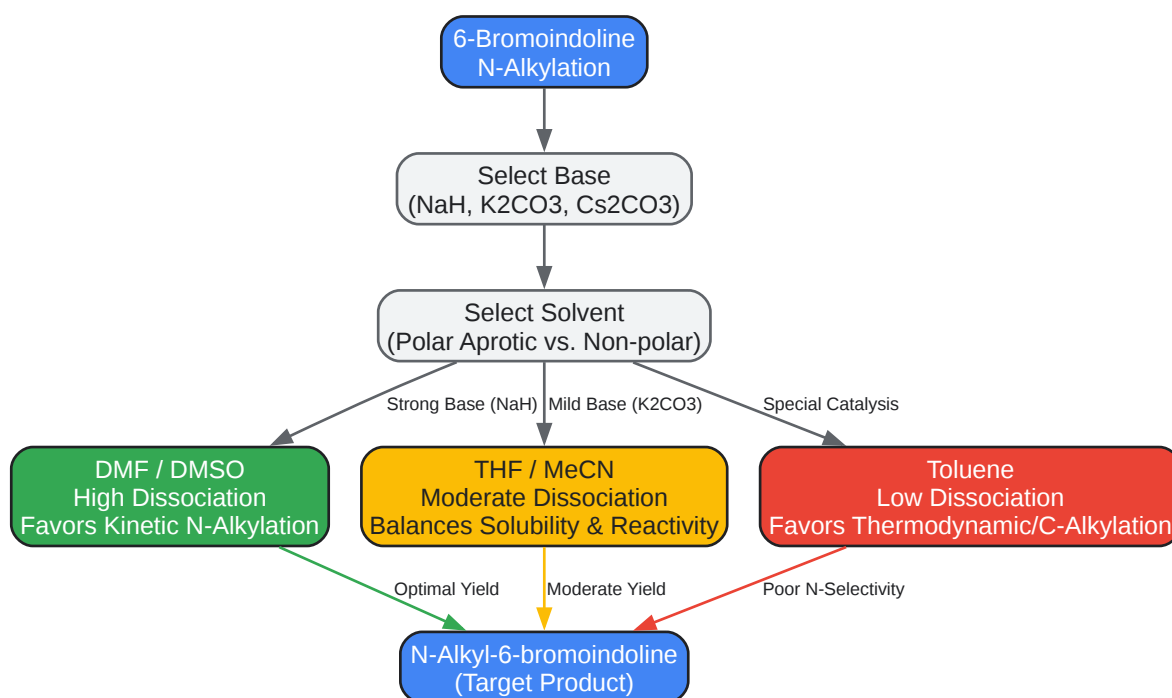 6-Bromoindoline
N-Alkylation
Select Base
(NaH, K2CO3, Cs2CO3)
Select Solvent
(Polar Aprotic vs. Non-polar)
Strong Base (NaH)
Mild Base (K2CO3)
Special Catalysis
DMF / DMSO
High Dissociation
Favors Kinetic N-Alkylation
THF / MeCN
Moderate Dissociation
Balances Solubility & Reactivity
Toluene
Low Dissociation
Favors Thermodynamic/C-Alkylation
Optimal Yield
Moderate Yield
Poor N-Selectivity
N-Alkyl-6-bromoindoline
(Target Product)